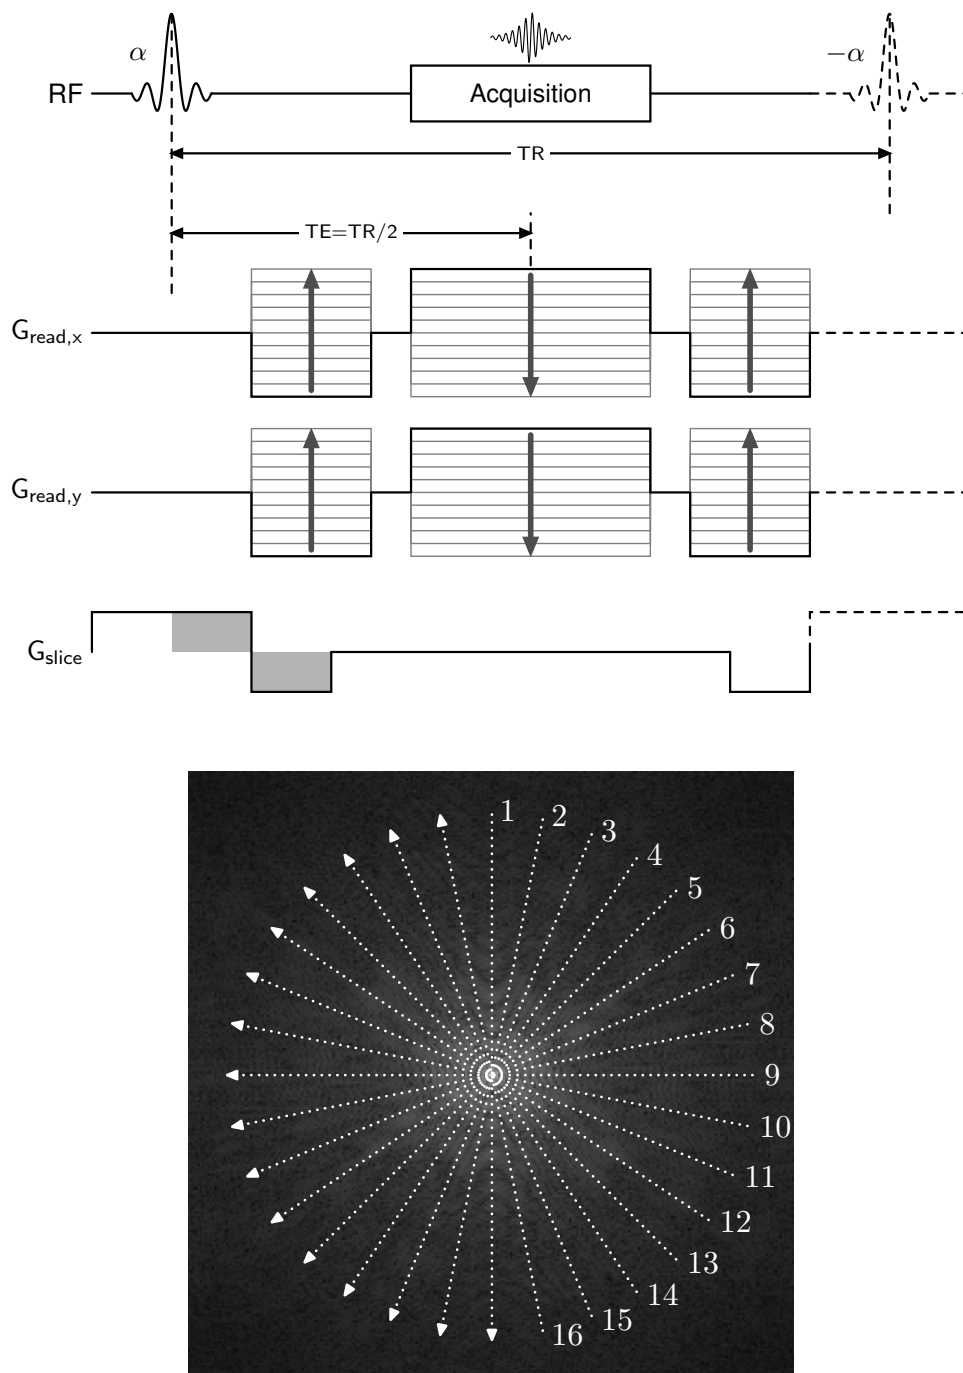 α
−α
RF
Acquisition
TR
TE=TR/2
G_read,x
G_read,y
G_slice
1
2
3
4
5
6
7
8
9
10
11
12
13
14
15
16